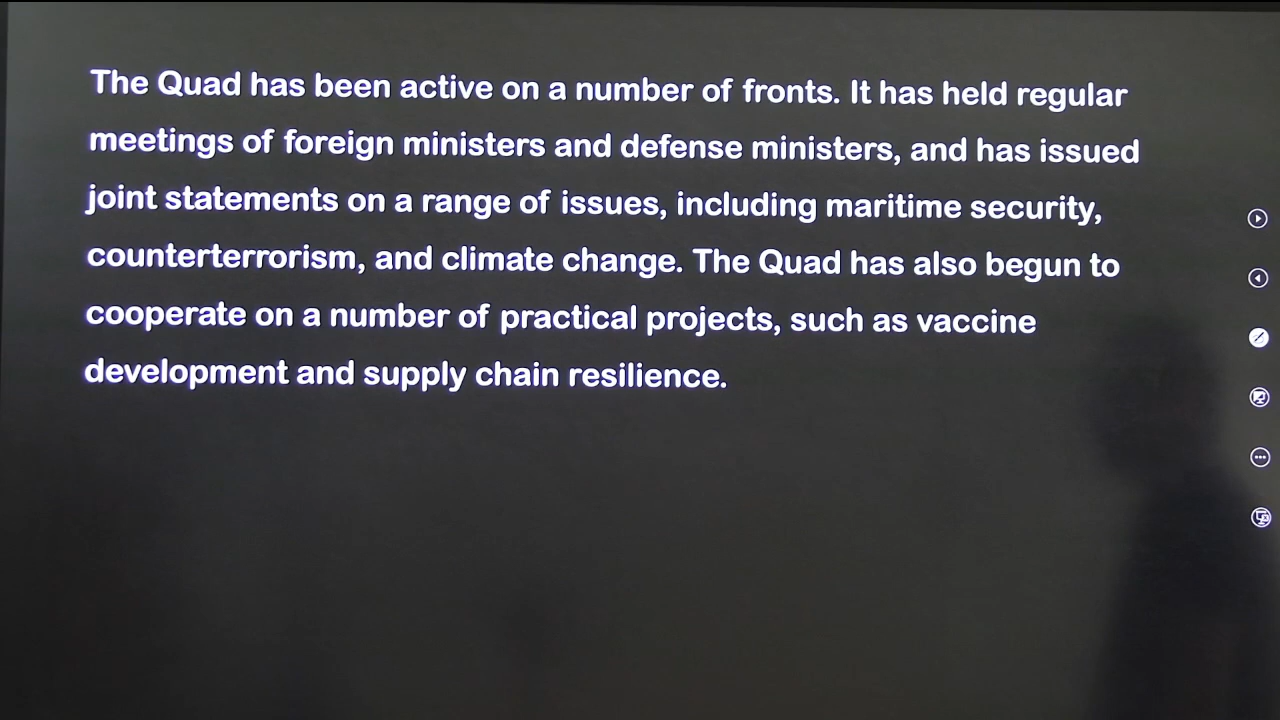 The Quad has been active on a number of fronts. It has held regular
meetings of foreign ministers and defense ministers, and has issued
joint statements on a range of issues, including maritime security,
counterterrorism, and climate change. The Quad has also begun to
cooperate on a number of practical projects, such as vaccine
development and supply chain resilience.